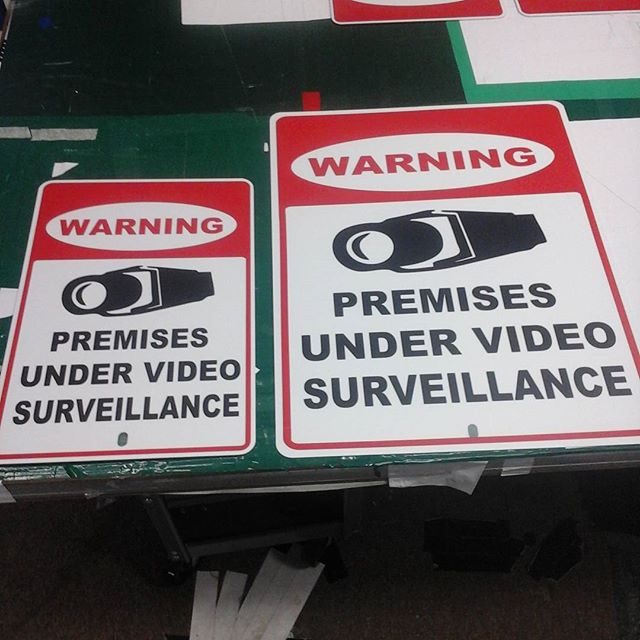 WARNING
PREMISES
UNDER VIDEO
SURVEILLANCE
WARNING
PREMISES
UNDER VIDEO
SURVEILLANCE